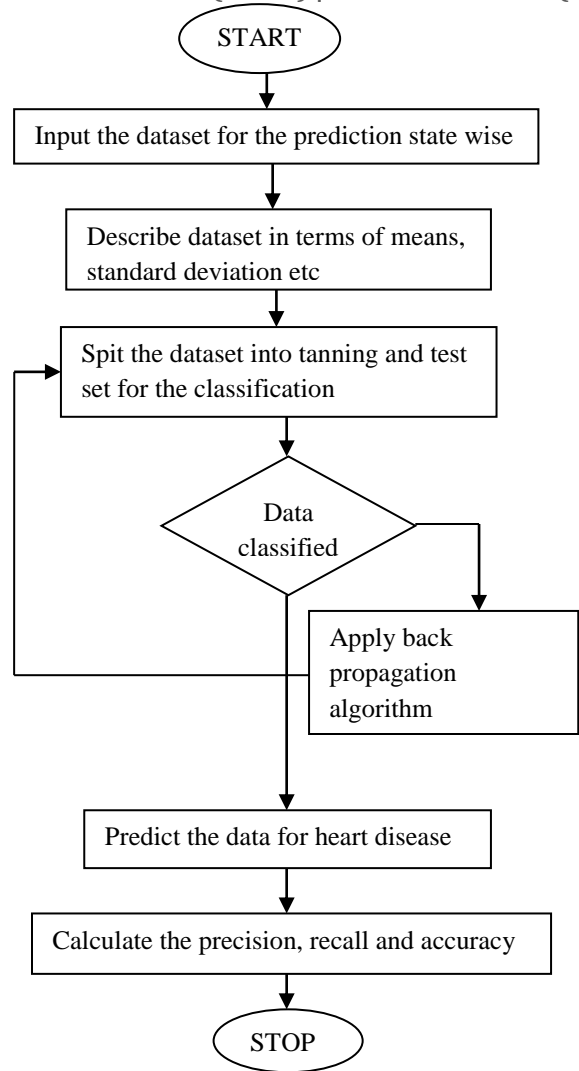 START
Input the dataset for the prediction state wise
Describe dataset in terms of means,
standard deviation etc
Spit the dataset into tanning and test
set for the classification
Data
classified
Apply back
propagation
algorithm
Predict the data for heart disease
Calculate the precision, recall and accuracy
STOP